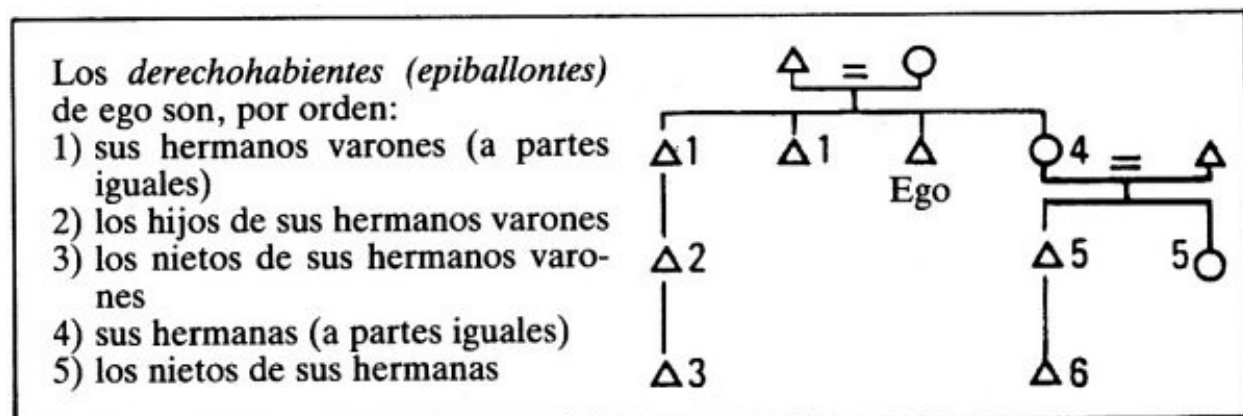 Los derechohabientes (epiballontes)
de ego son, por orden:
1) sus hermanos varones (a partes
iguales)
2) los hijos de sus hermanos varones
3) los nietos de sus hermanos varo-
nes
4) sus hermanas (a partes iguales)
5) los nietos de sus hermanas
=
1 1 Ego 4 =
2 5 5
3 6